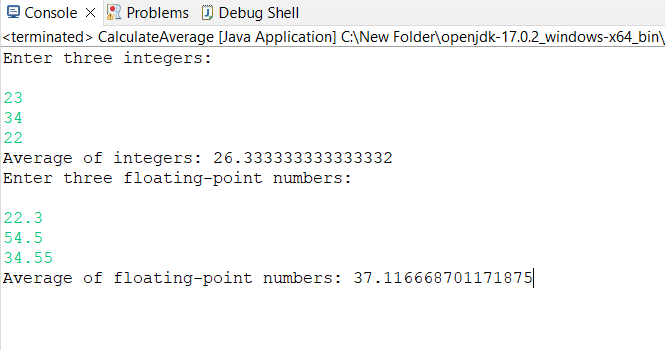 Console Problems Debug Shell
<terminated> CalculateAverage [Java Application] C:\New Folder\openjdk-17.0.2_windows-x64_bin\
Enter three integers:
23
34
22
Average of integers: 26.333333333333332
Enter three floating-point numbers:
22.3
54.5
34.55
Average of floating-point numbers: 37.116668701171875